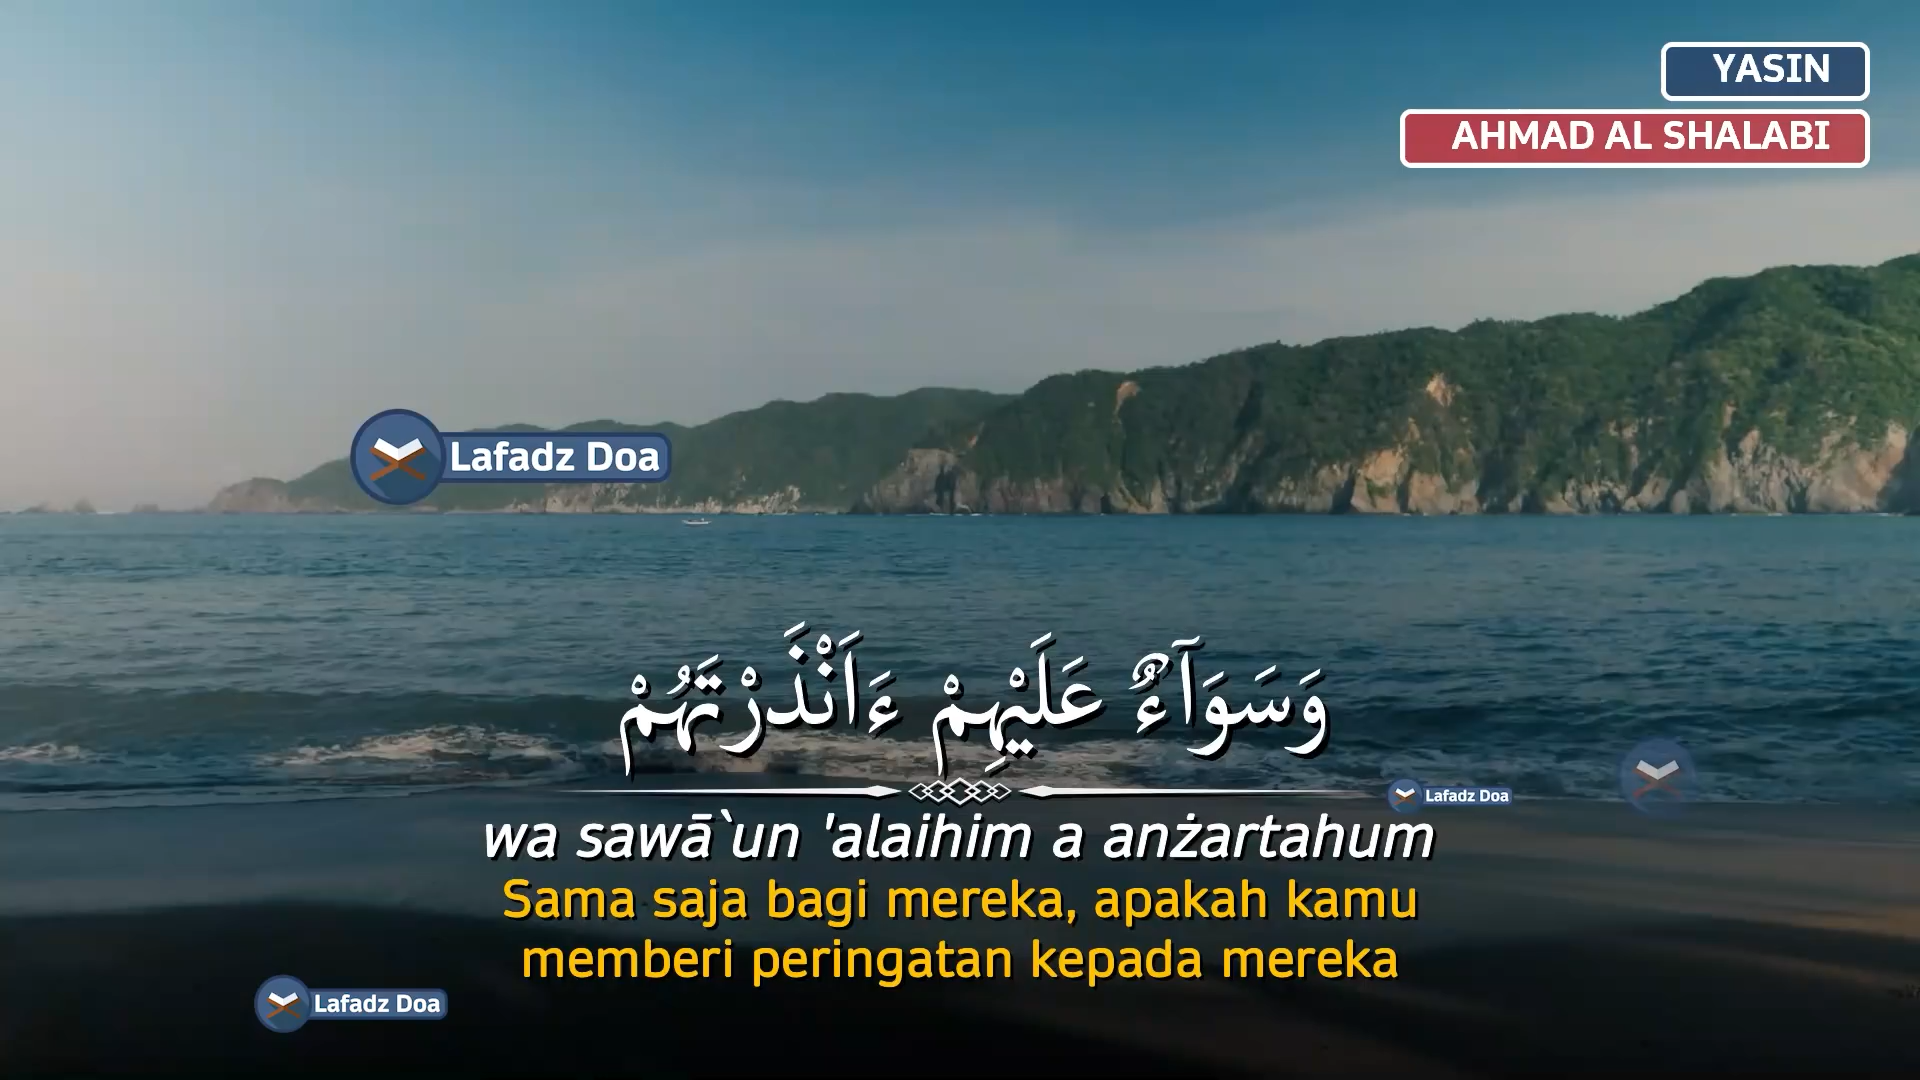 YASIN
AHMAD AL SHALABI
Lafadz Doa
وَسَوَآءٌ عَلَيْهِمْ ءَاَنْذَرْتَهُمْ
Lafadz Doa
wa sawā`un 'alaihim a anżartahum
Sama saja bagi mereka, apakah kamu
memberi peringatan kepada mereka
Lafadz Doa